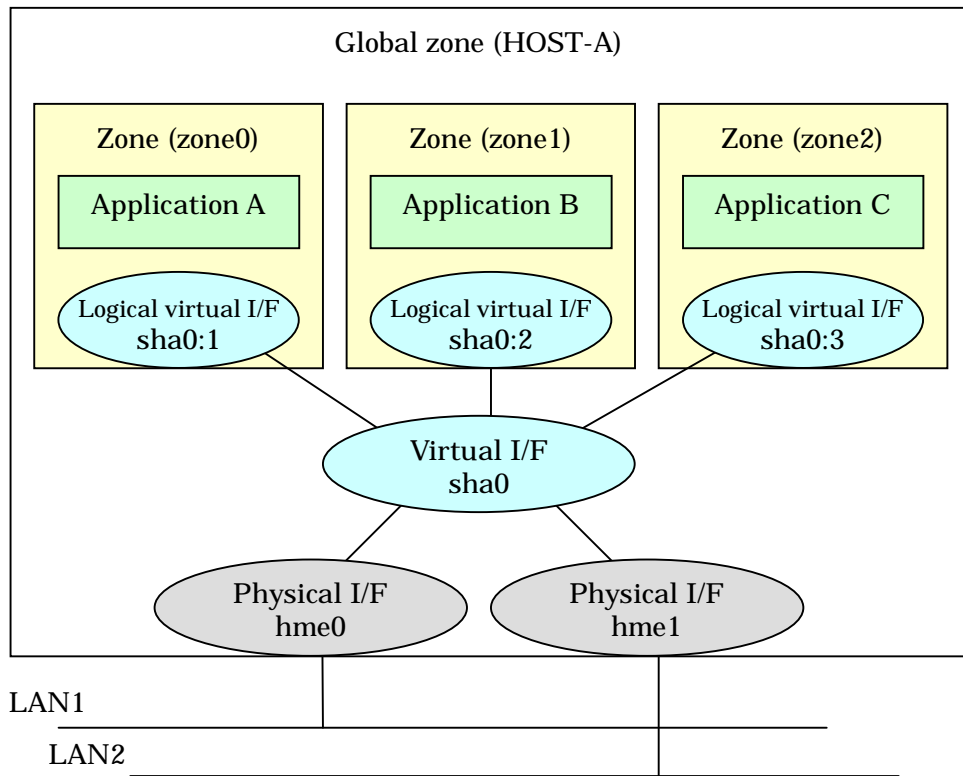 Global zone (HOST-A)
Zone (zone0)
Application A
Logical virtual I/F
sha0:1
Zone (zone1)
Application B
Logical virtual I/F
sha0:2
Zone (zone2)
Application C
Logical virtual I/F
sha0:3
Virtual I/F
sha0
Physical I/F
hme0
Physical I/F
hme1
LAN1
LAN2